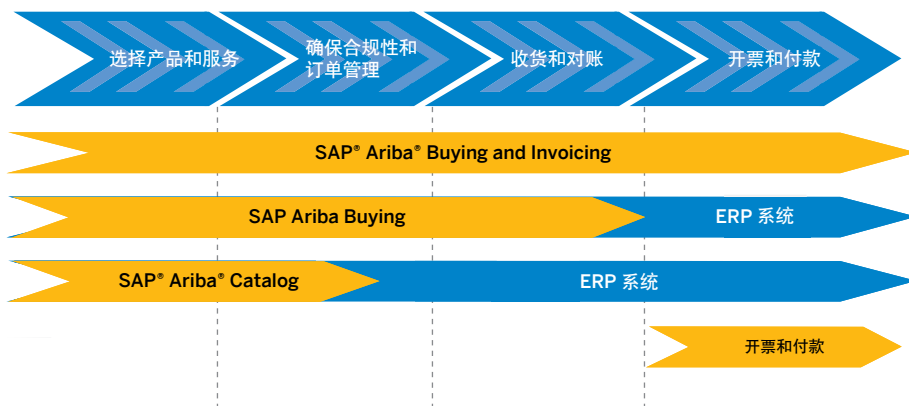 选择产品和服务
确保合规性和
订单管理
收货和对账
开票和付款
SAP® Ariba® Buying and Invoicing
SAP Ariba Buying
ERP 系统
SAP® Ariba® Catalog
ERP 系统
开票和付款